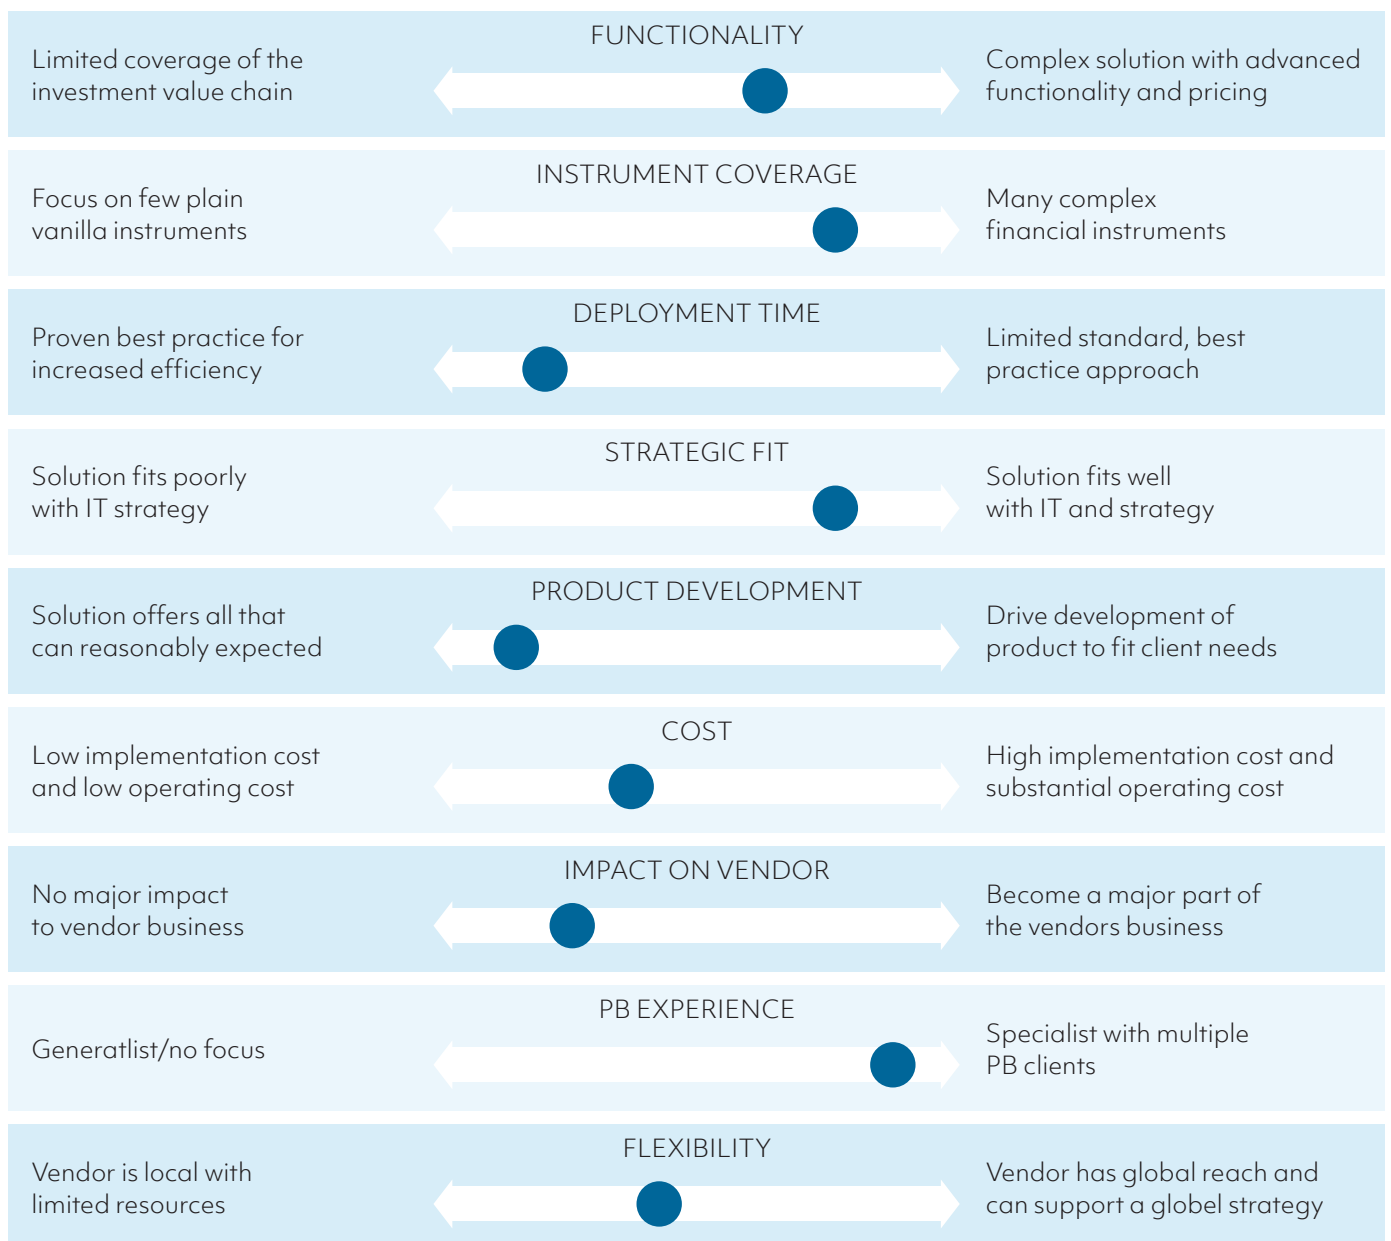 FUNCTIONALITY
Limited coverage of the
investment value chain
Complex solution with advanced
functionality and pricing
INSTRUMENT COVERAGE
Focus on few plain
vanilla instruments
Many complex
financial instruments
DEPLOYMENT TIME
Proven best practice for
increased efficiency
Limited standard, best
practice approach
STRATEGIC FIT
Solution fits poorly
with IT strategy
Solution fits well
with IT and strategy
PRODUCT DEVELOPMENT
Solution offers all that
can reasonably expected
Drive development of
product to fit client needs
COST
Low implementation cost
and low operating cost
High implementation cost and
substantial operating cost
IMPACT ON VENDOR
No major impact
to vendor business
Become a major part of
the vendors business
PB EXPERIENCE
Generatlist/no focus
Specialist with multiple
PB clients
FLEXIBILITY
Vendor is local with
limited resources
Vendor has global reach and
can support a globel strategy